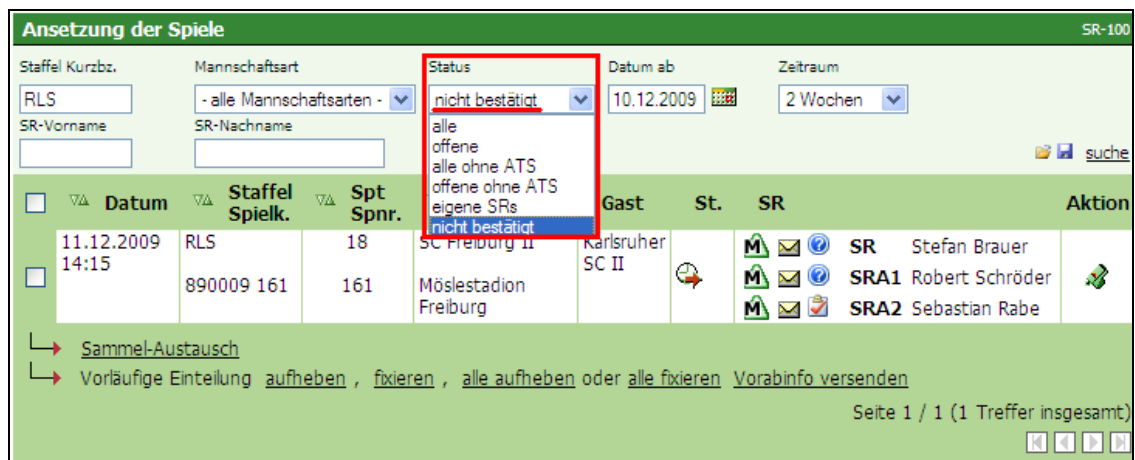 Ansetzung der Spiele SR-100
Staffel Kurzbz. Mannschaftsart Status Datum ab Zeitraum
RLS - alle Mannschaftsarten - nicht bestätigt 10.12.2009 2 Wochen
SR-Vorname SR-Nachname
alle
offene
alle ohne ATS
offene ohne ATS
eigene SRs
nicht bestätigt
suche
Datum Staffel Spielk. Spt Spnr. Gast St. SR Aktion
11.12.2009 RLS 18 SC Freiburg II Karlsruher SR Stefan Brauer
14:15 SC II
890009 161 161 Möslestadion SRA1 Robert Schröder
Freiburg SRA2 Sebastian Rabe
Sammel-Austausch
Vorläufige Einteilung aufheben , fixieren , alle aufheben oder alle fixieren Vorabinfo versenden
Seite 1 / 1 (1 Treffer insgesamt)